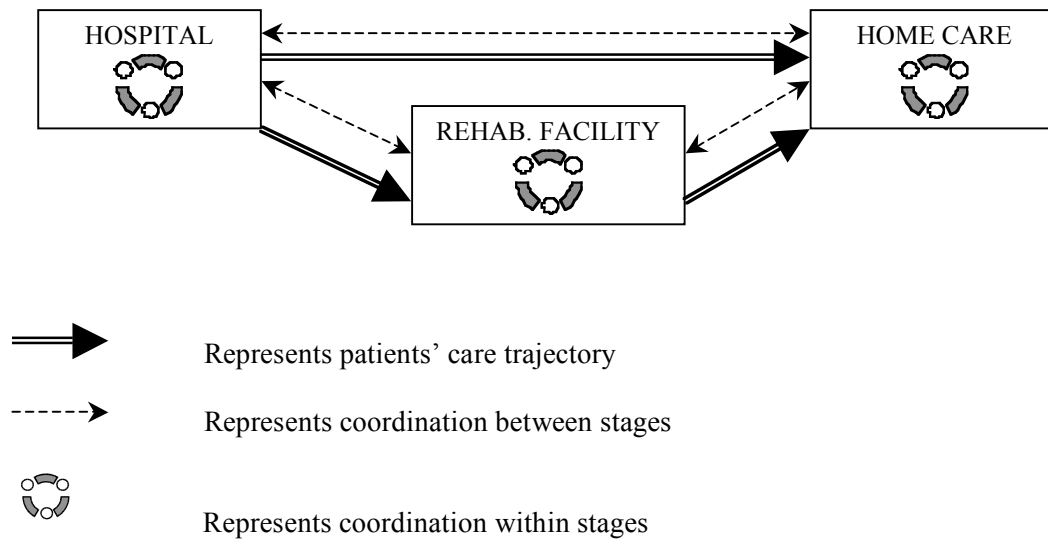 HOSPITAL
HOME CARE
REHAB. FACILITY
Represents patients’ care trajectory
Represents coordination between stages
Represents coordination within stages